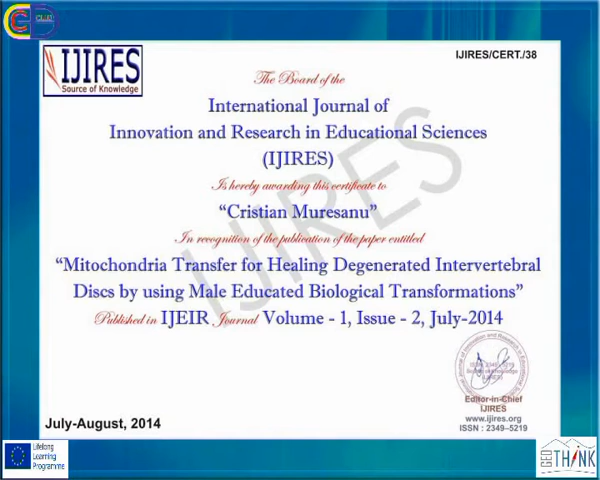 CLUB
IJIRES
Source of Knowledge
IJIRES/CERT./38
The Board of the
International Journal of
Innovation and Research in Educational Sciences
(IJIRES)
Is hereby awarding this certificate to
“Cristian Muresanu”
In recognition of the publication of the paper entitled
“Mitochondria Transfer for Healing Degenerated Intervertebral
Discs by using Male Educated Biological Transformations”
Published in IJEIR Journal Volume - 1, Issue - 2, July-2014
IJIRES
Editor-in-Chief
IJIRES
www.ijires.org
ISSN : 2349–5219
July-August, 2014
Lifelong
Learning
Programme
GEO THINK